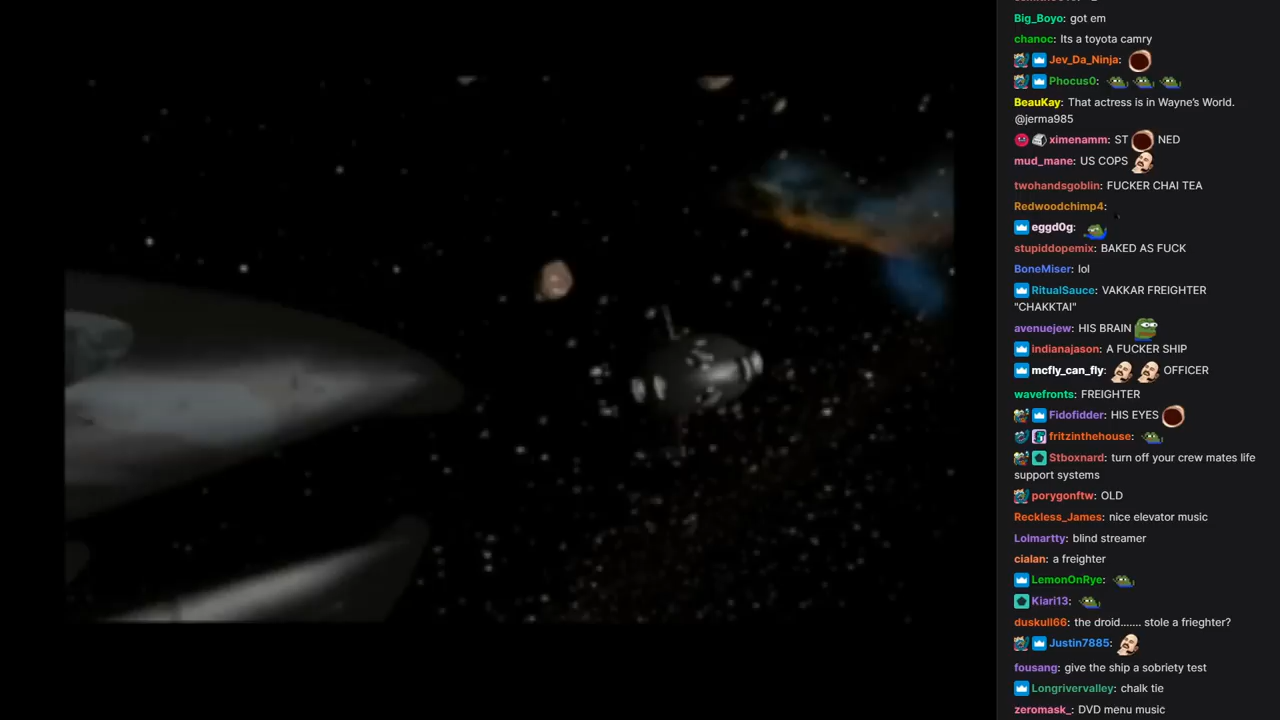 Big_Boyo: got em
chanoc: Its a toyota camry
Jev_Da_Ninja:
Phocus0:
BeauKay: That actress is in Wayne's World.
@jerma985
ximenamm: ST NED
mud_mane: US COPS
twohandsgoblin: FUCKER CHAI TEA
Redwoodchimp4:
eggd0g:
stupiddopemix: BAKED AS FUCK
BoneMiser: lol
RitualSauce: VAKKAR FREIGHTER
"CHAKKTAI"
avenuejew: HIS BRAIN
indianajason: A FUCKER SHIP
mcfly_can_fly: OFFICER
wavefronts: FREIGHTER
Fidofidder: HIS EYES
fritzinthehouse:
Stboxnard: turn off your crew mates life
support systems
porygonftw: OLD
Reckless_James: nice elevator music
Lolmartty: blind streamer
cialan: a freighter
LemonOnRye:
Kiari13:
duskull66: the droid....... stole a frieghter?
Justin7885:
fousang: give the ship a sobriety test
Longrivervalley: chalk tie
zeromask_: DVD menu music